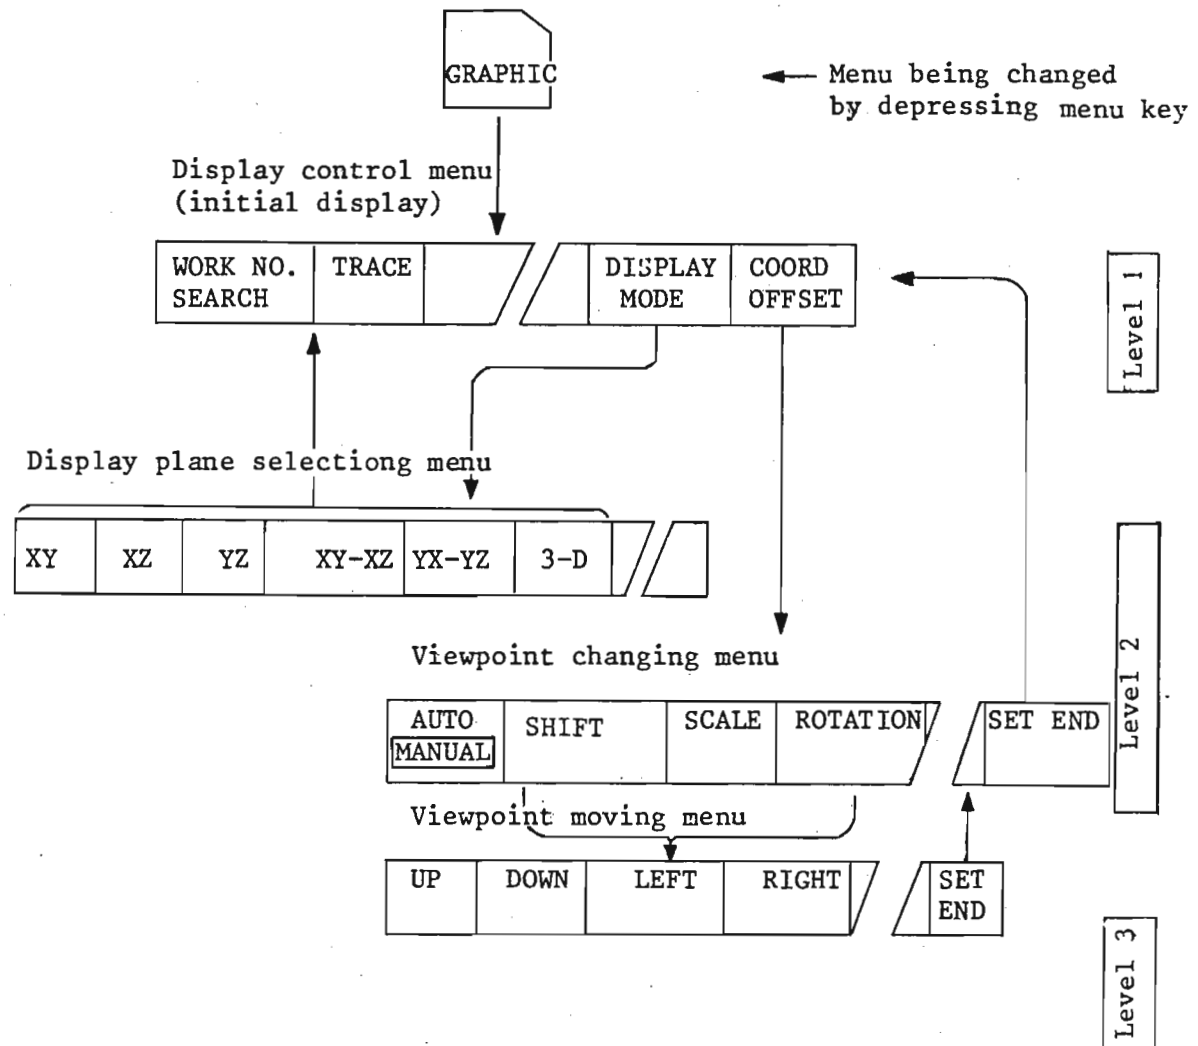 GRAPHIC
Menu being changed
by depressing menu key
Display control menu
(initial display)
WORK NO.
SEARCH
TRACE
DISPLAY
MODE
COORD
OFFSET
Level 1
Display plane selectiong menu
XY
XZ
YZ
XY-XZ
YX-YZ
3-D
Level 2
Viewpoint changing menu
AUTO
MANUAL
SHIFT
SCALE
ROTATION
SET END
Viewpoint moving menu
UP
DOWN
LEFT
RIGHT
SET
END
Level 3